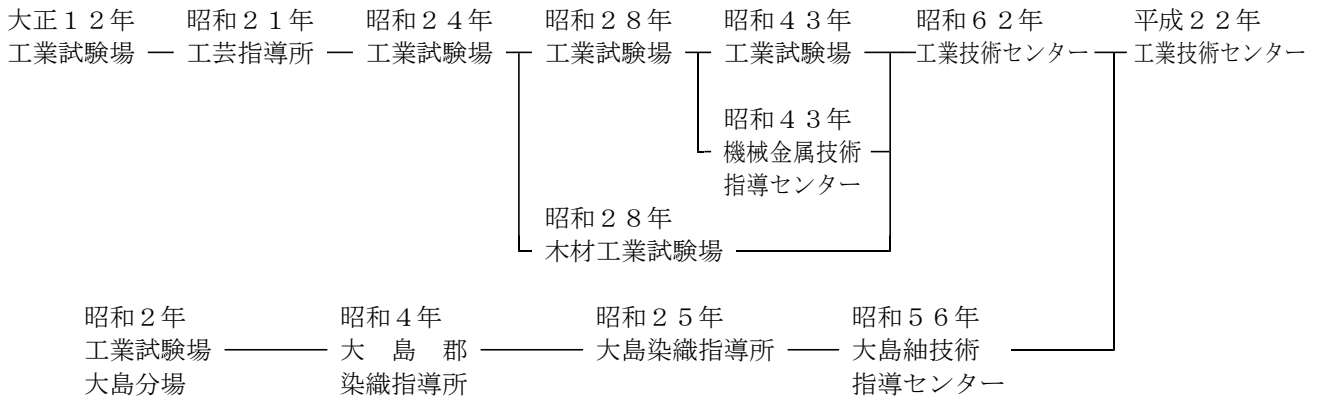 大正１２年 昭和２１年 昭和２４年 昭和２８年 昭和４３年 昭和６２年 平成２２年
工業試験場 工芸指導所 工業試験場 工業試験場 工業試験場 工業技術センター 工業技術センター
昭和４３年
機械金属技術
指導センター
昭和２８年
木材工業試験場
昭和２年 昭和４年 昭和２５年 昭和５６年
工業試験場 大　島　郡 大島染織指導所 大島紬技術
大島分場 染織指導所 指導センター